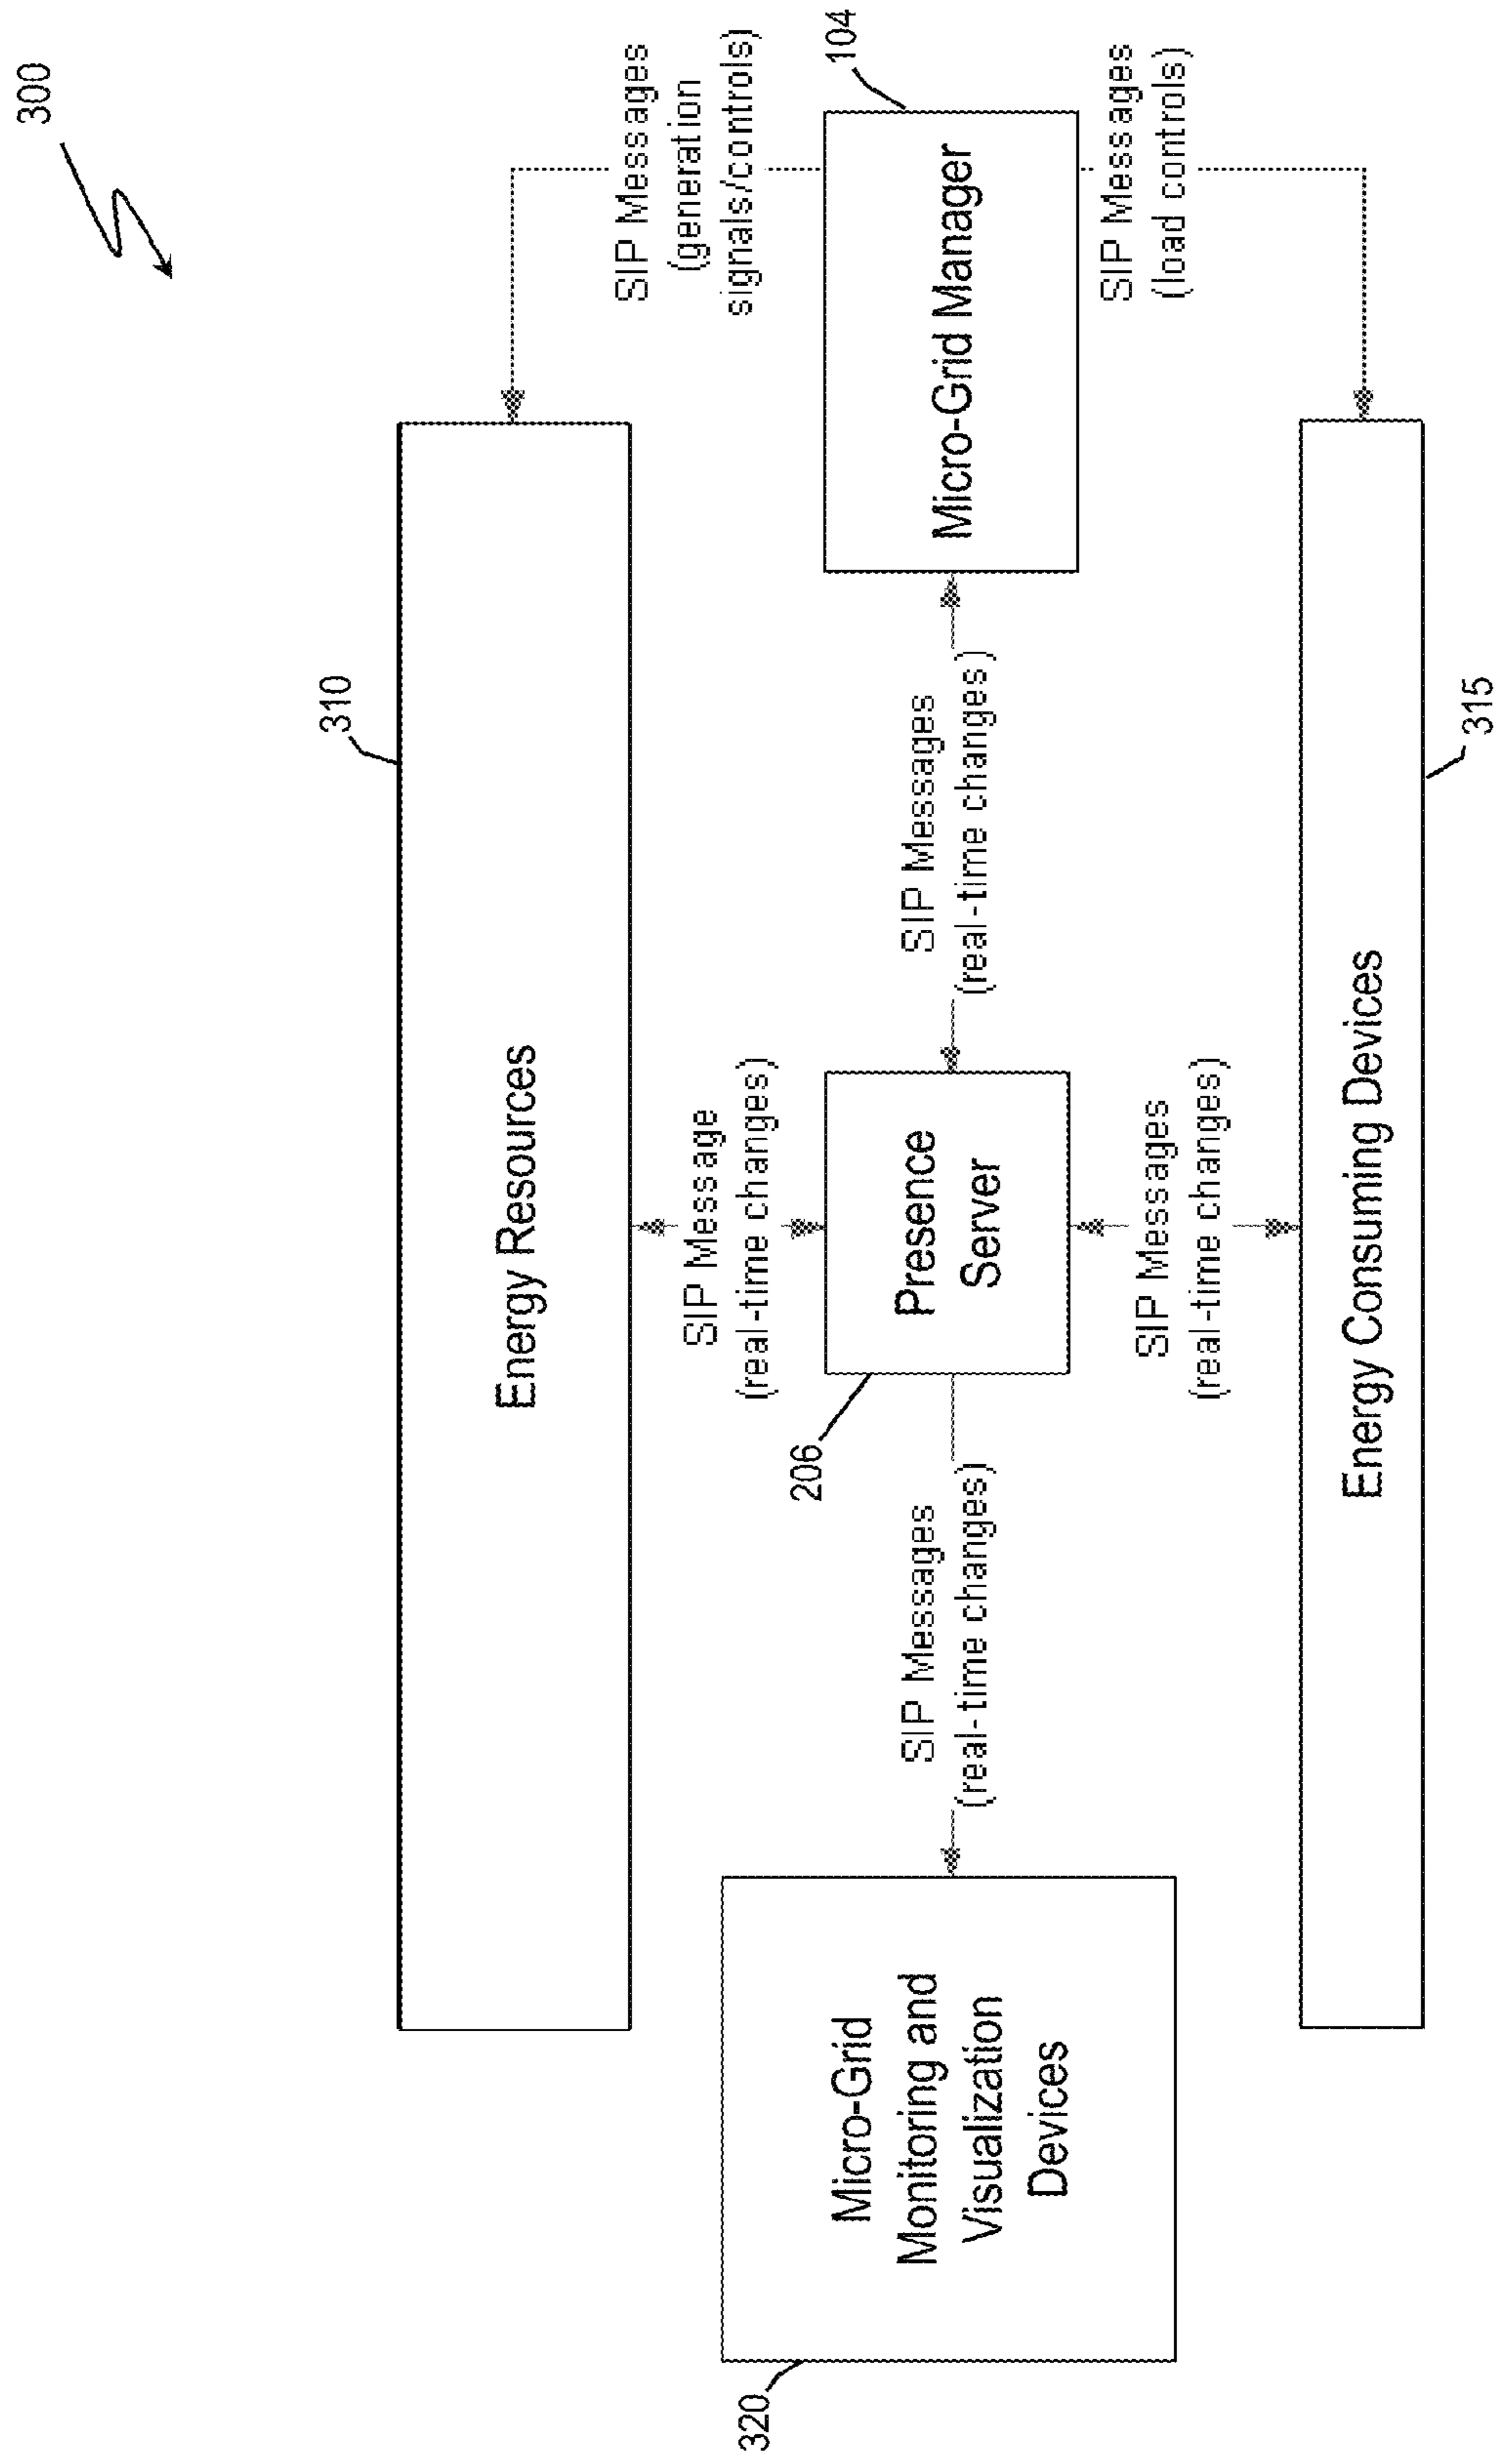 300
310
Energy Resources
SIP Messages
(generation
signals/controls)
SIP Message
(real-time changes)
104
Micro-Grid Manager
206
Presence
Server
SIP Messages
(real-time changes)
SIP Messages
(real-time changes)
320
Micro-Grid
Monitoring and
Visualization
Devices
SIP Messages
(real-time changes)
SIP Messages
(load controls)
Energy Consuming Devices
315